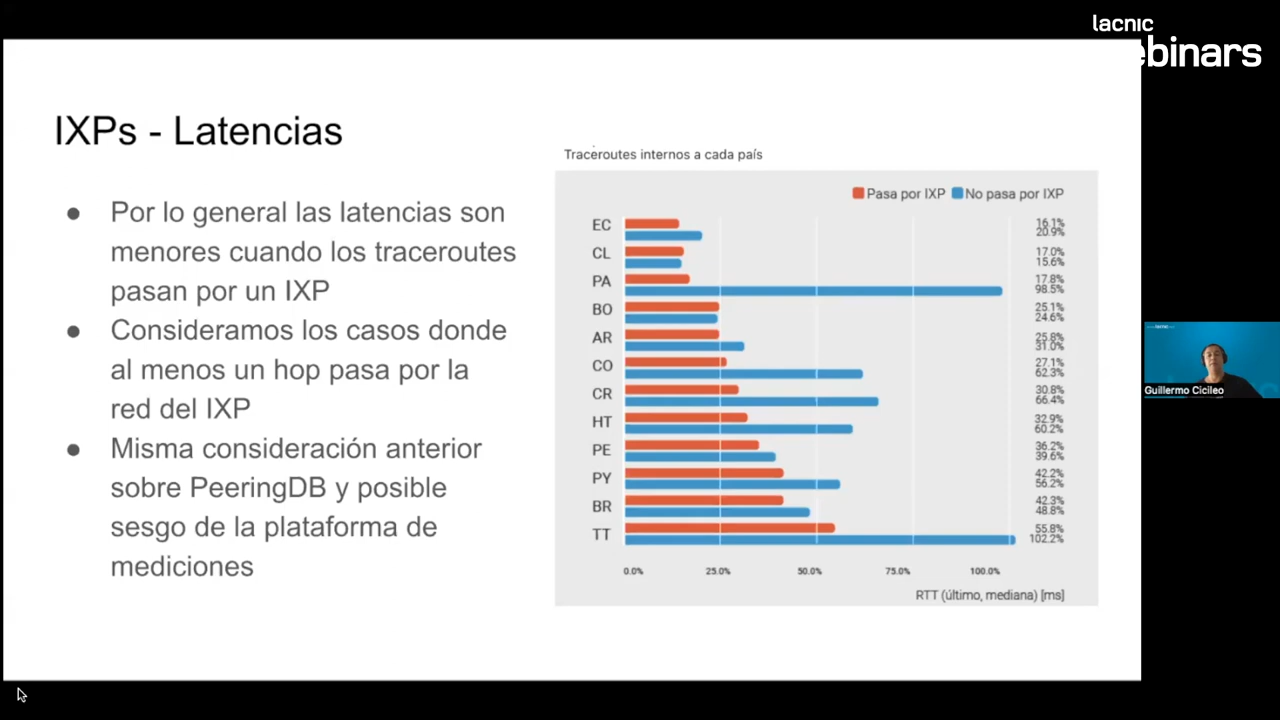 lacnic
ebinars
IXPs - Latencias
● Por lo general las latencias son
menores cuando los traceroutes
pasan por un IXP
● Consideramos los casos donde
al menos un hop pasa por la
red del IXP
● Misma consideración anterior
sobre PeeringDB y posible
sesgo de la plataforma de
mediciones
Traceroutes internos a cada país
Pasa por IXP No pasa por IXP
EC 16.1%
20.9%
CL 17.0%
15.6%
PA 17.8%
98.5%
BO 25.1%
24.6%
AR 25.8%
31.0%
CO 27.1%
62.3%
CR 30.8%
66.4%
HT 32.9%
60.2%
PE 36.2%
39.6%
PY 42.2%
56.2%
BR 42.3%
48.8%
TT 55.8%
102.2%
0.0% 25.0% 50.0% 75.0% 100.0%
RTT (último, mediana) [ms]
Guillermo Cicileo